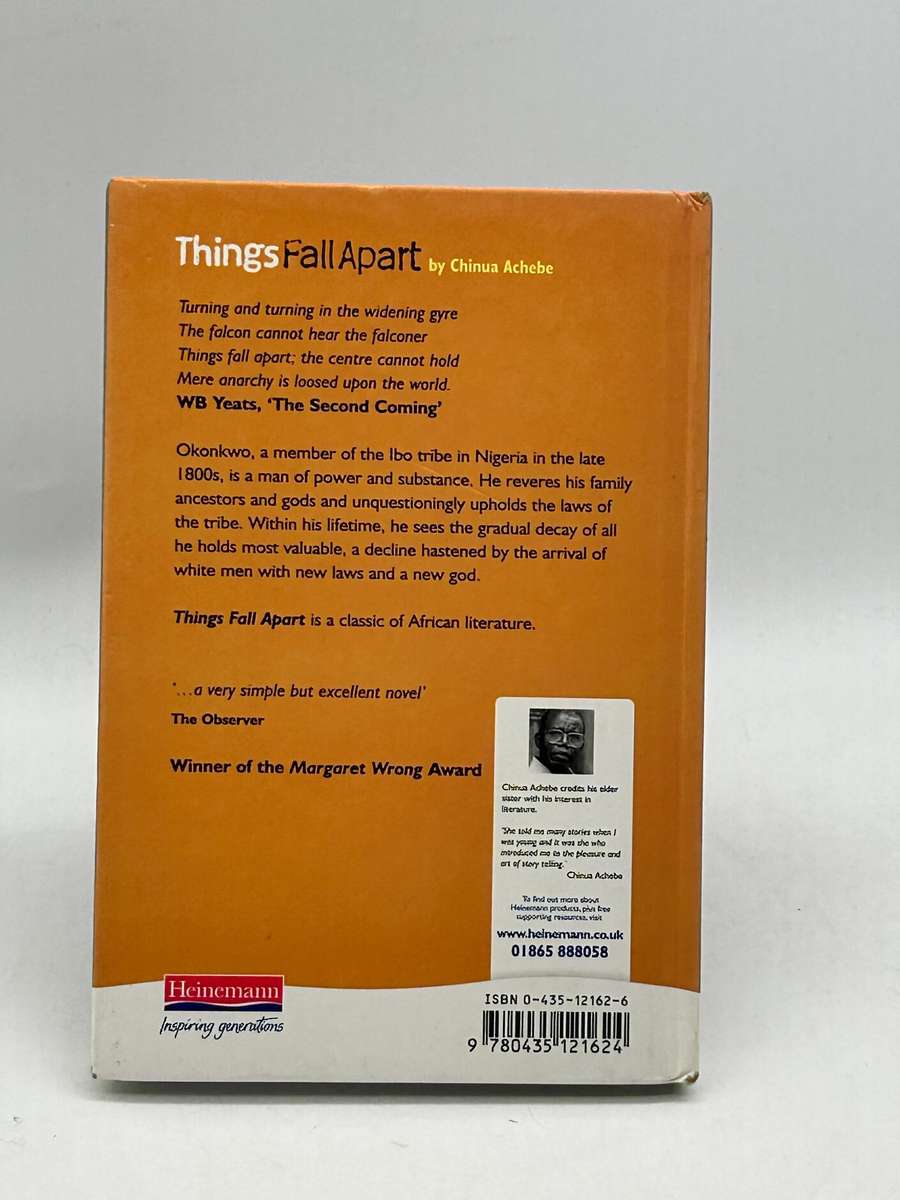 Things Fall Apart by Chinua Achebe
Turning and turning in the widening gyre
The falcon cannot hear the falconer
Things fall apart; the centre cannot hold
Mere anarchy is loosed upon the world.
WB Yeats, ‘The Second Coming’
Okonkwo, a member of the Ibo tribe in Nigeria in the late
1800s, is a man of power and substance. He reveres his family
ancestors and gods and unquestioningly upholds the laws of
the tribe. Within his lifetime, he sees the gradual decay of all
he holds most valuable, a decline hastened by the arrival of
white men with new laws and a new god.
Things Fall Apart is a classic of African literature.
‘…a very simple but excellent novel’
The Observer
Winner of the Margaret Wrong Award
Chinua Achebe credits his elder
sister with his interest in
literature.
‘She told me many stories when I
was young and it was she who
introduced me to the pleasure and
art of story telling.’
Chinua Achebe
To find out more about
Heinemann products, plus free
supporting resources, visit
www.heinemann.co.uk
01865 888058
Heinemann
Inspiring generations
ISBN 0-435-12162-6
9 780435 121624